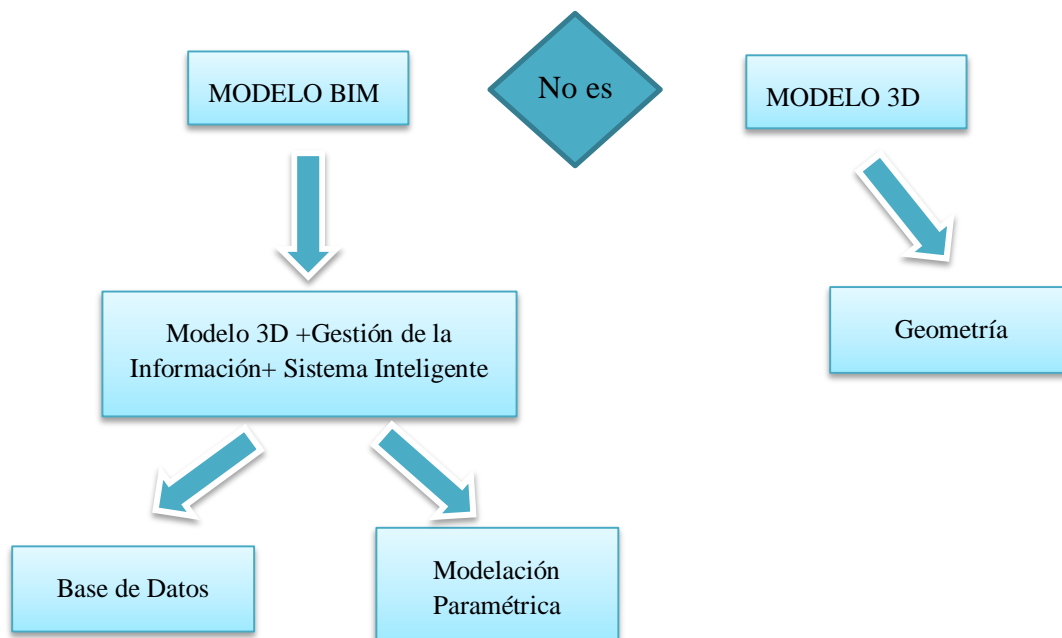 MODELO BIM
No es
MODELO 3D
Modelo 3D +Gestión de la
Información+ Sistema Inteligente
Geometría
Base de Datos
Modelación
Paramétrica